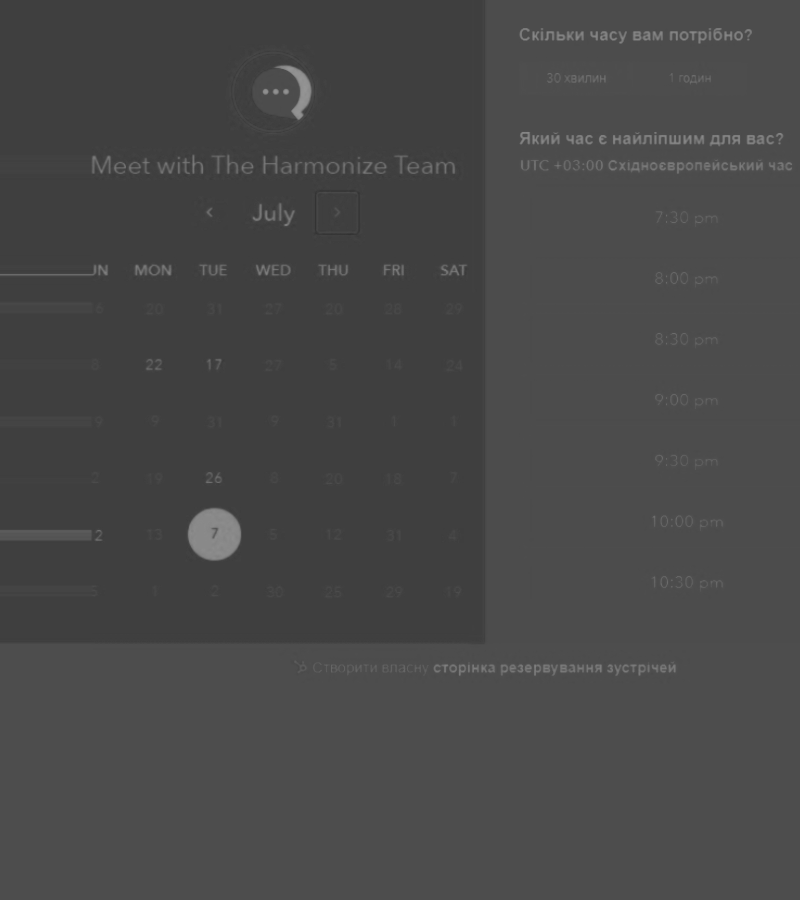 Meet with The Harmonize Team
July
UN MON TUE WED THU FRI SAT
6 20 31 27 20 28 29
8 22 17 27 5 14 24
9 9 31 9 31 1 1
2 19 26 8 20 18 7
2 13 7 5 12 31 4
5 1 2 30 25 29 19
Скільки часу вам потрібно?
30 хвилин 1 годин
Який час є найліпшим для вас?
UTC +03:00 Східноєвропейський час
7:30 pm
8:00 pm
8:30 pm
9:00 pm
9:30 pm
10:00 pm
10:30 pm
Створити власну сторінка резервування зустрічей